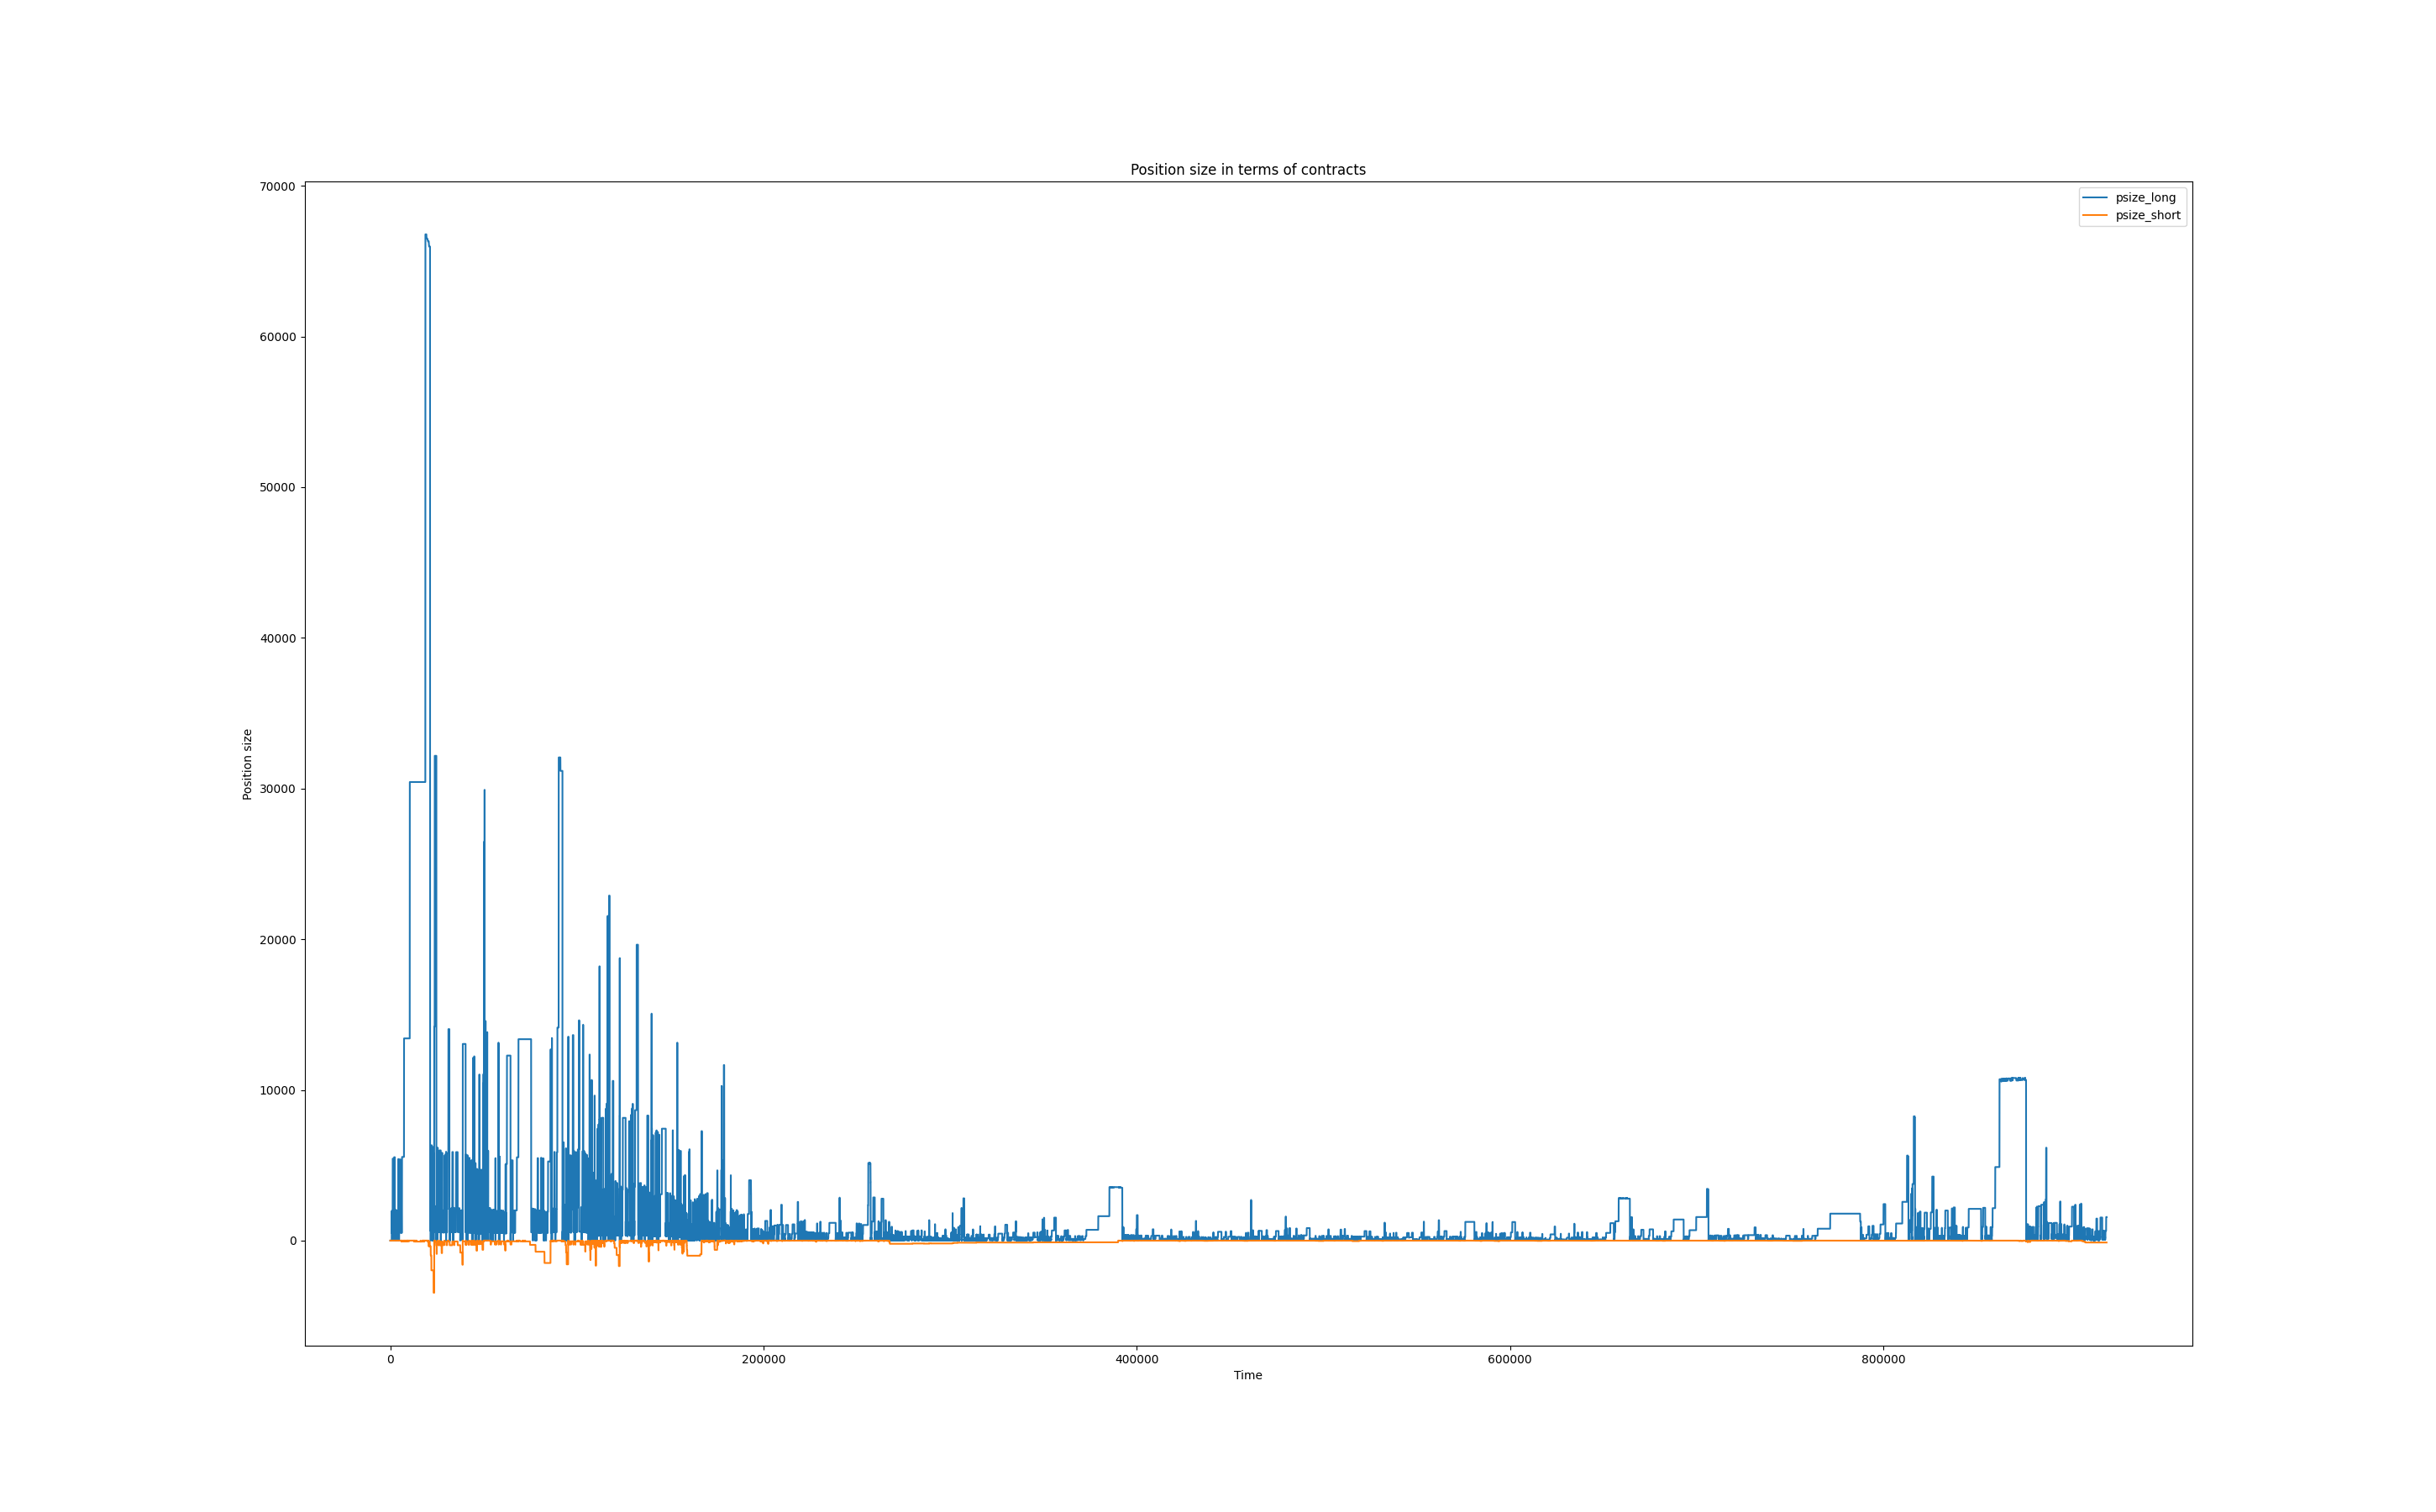 Position size in terms of contracts
psize_long
psize_short
70000
60000
50000
40000
30000
20000
10000
0
Position size
0
200000
400000
600000
800000
Time